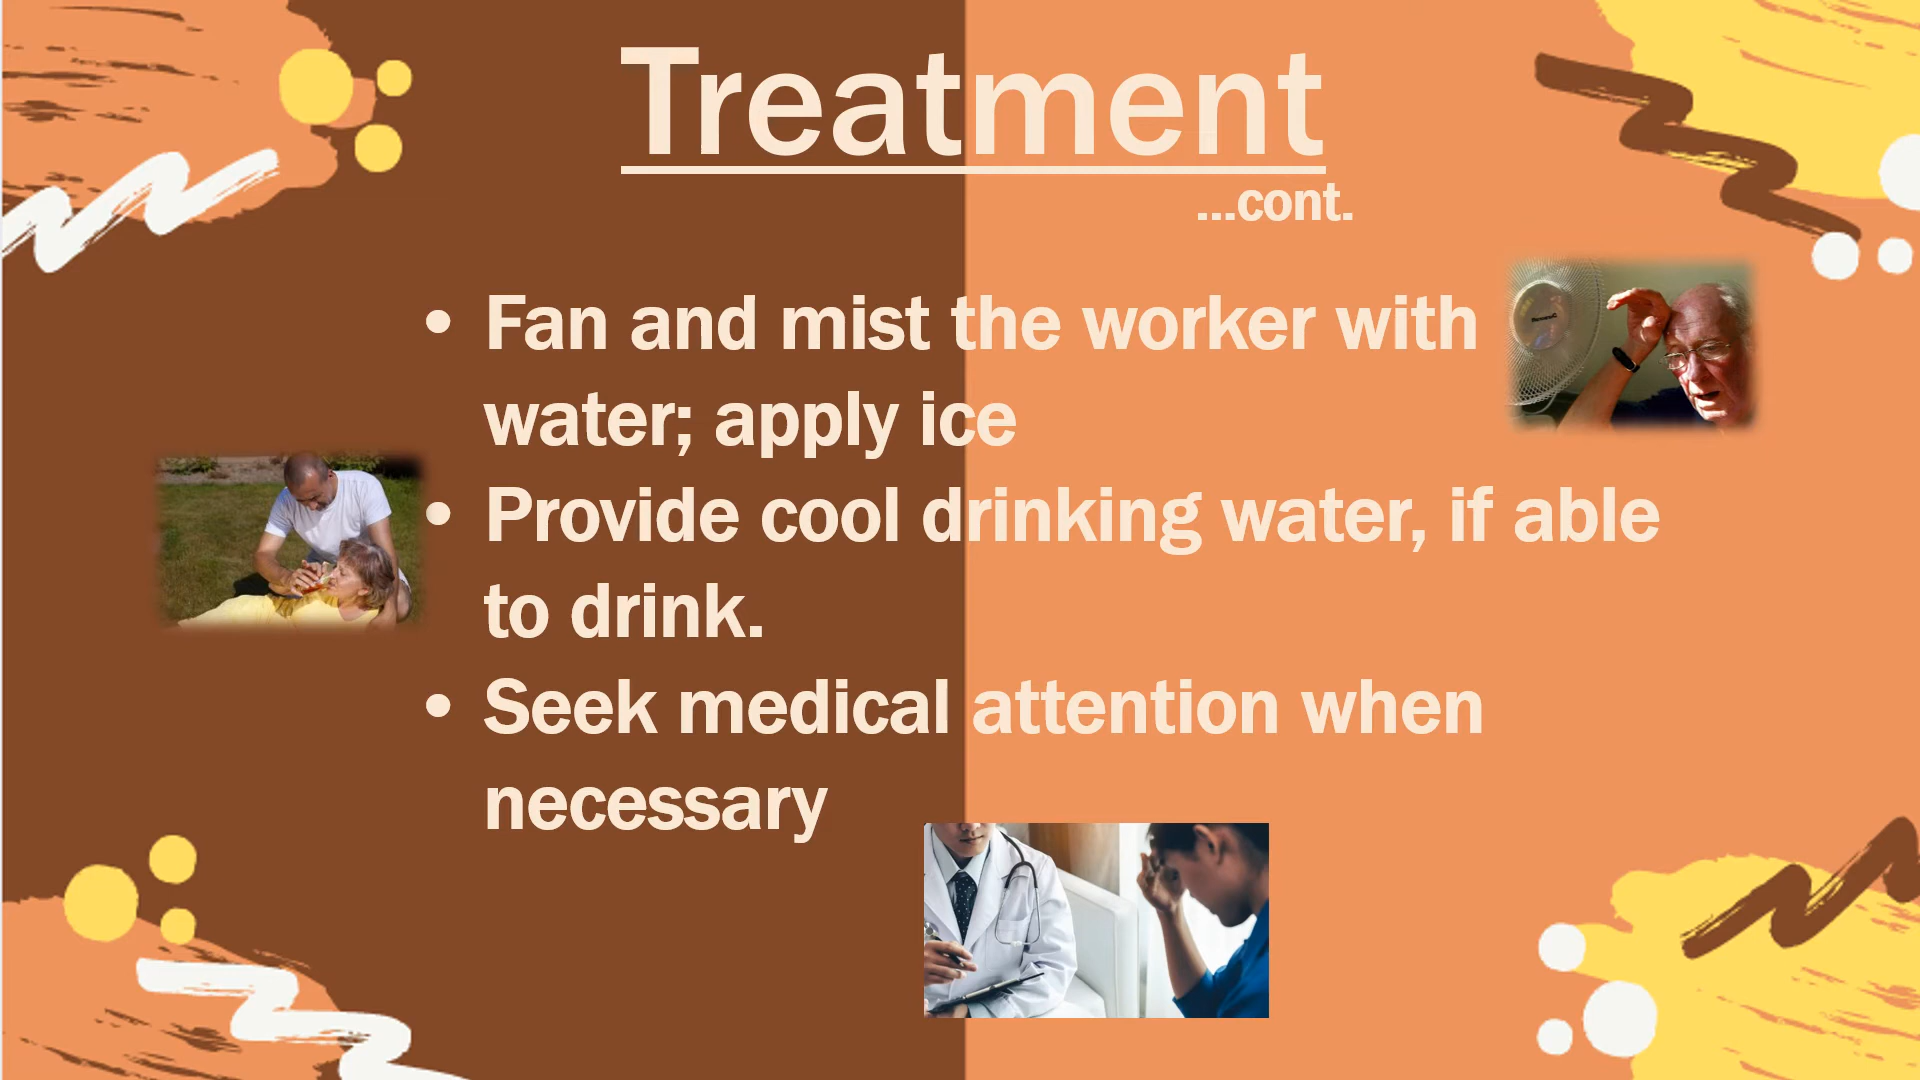 Treatment
...cont.
• Fan and mist the worker with
water; apply ice
• Provide cool drinking water, if able
to drink.
• Seek medical attention when
necessary